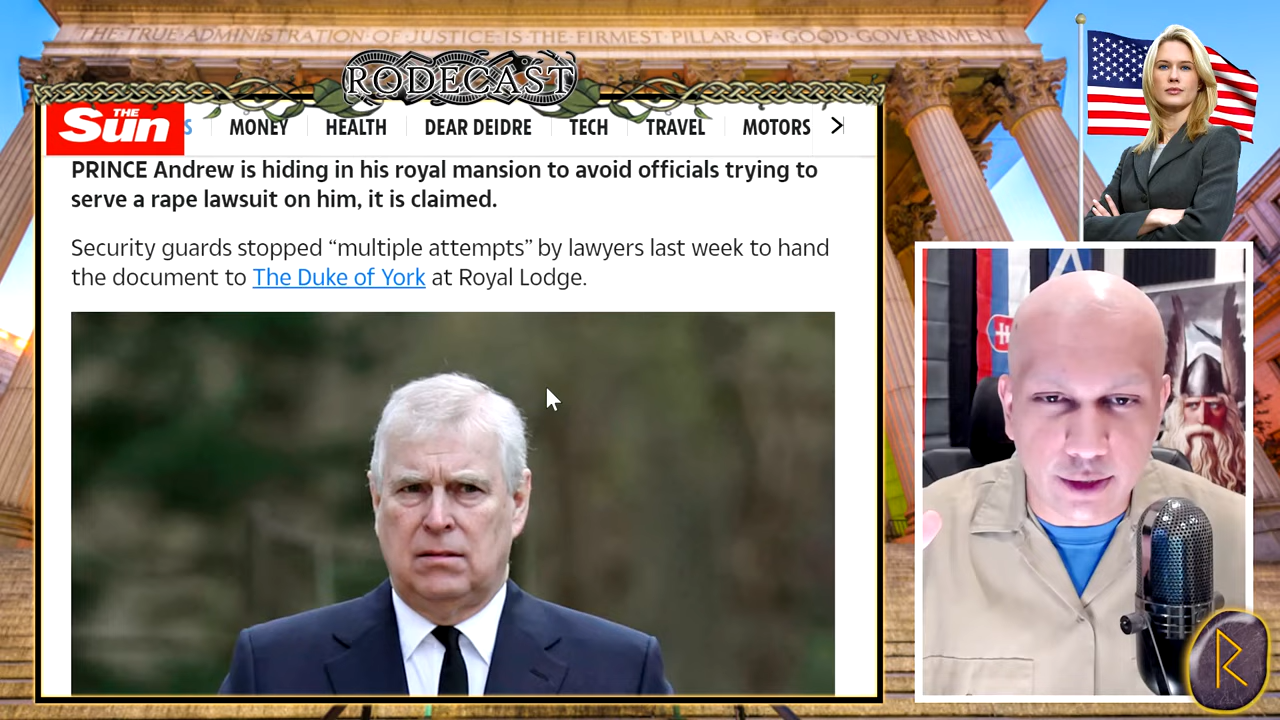 THE TRUE ADMINISTRATION OF JUSTICE IS THE FIRMEST PILLAR OF GOOD GOVERNMENT
RODECAST
THE
Sun
S MONEY HEALTH DEAR DEIDRE TECH TRAVEL MOTORS >
PRINCE Andrew is hiding in his royal mansion to avoid officials trying to
serve a rape lawsuit on him, it is claimed.
Security guards stopped “multiple attempts” by lawyers last week to hand
the document to The Duke of York at Royal Lodge.